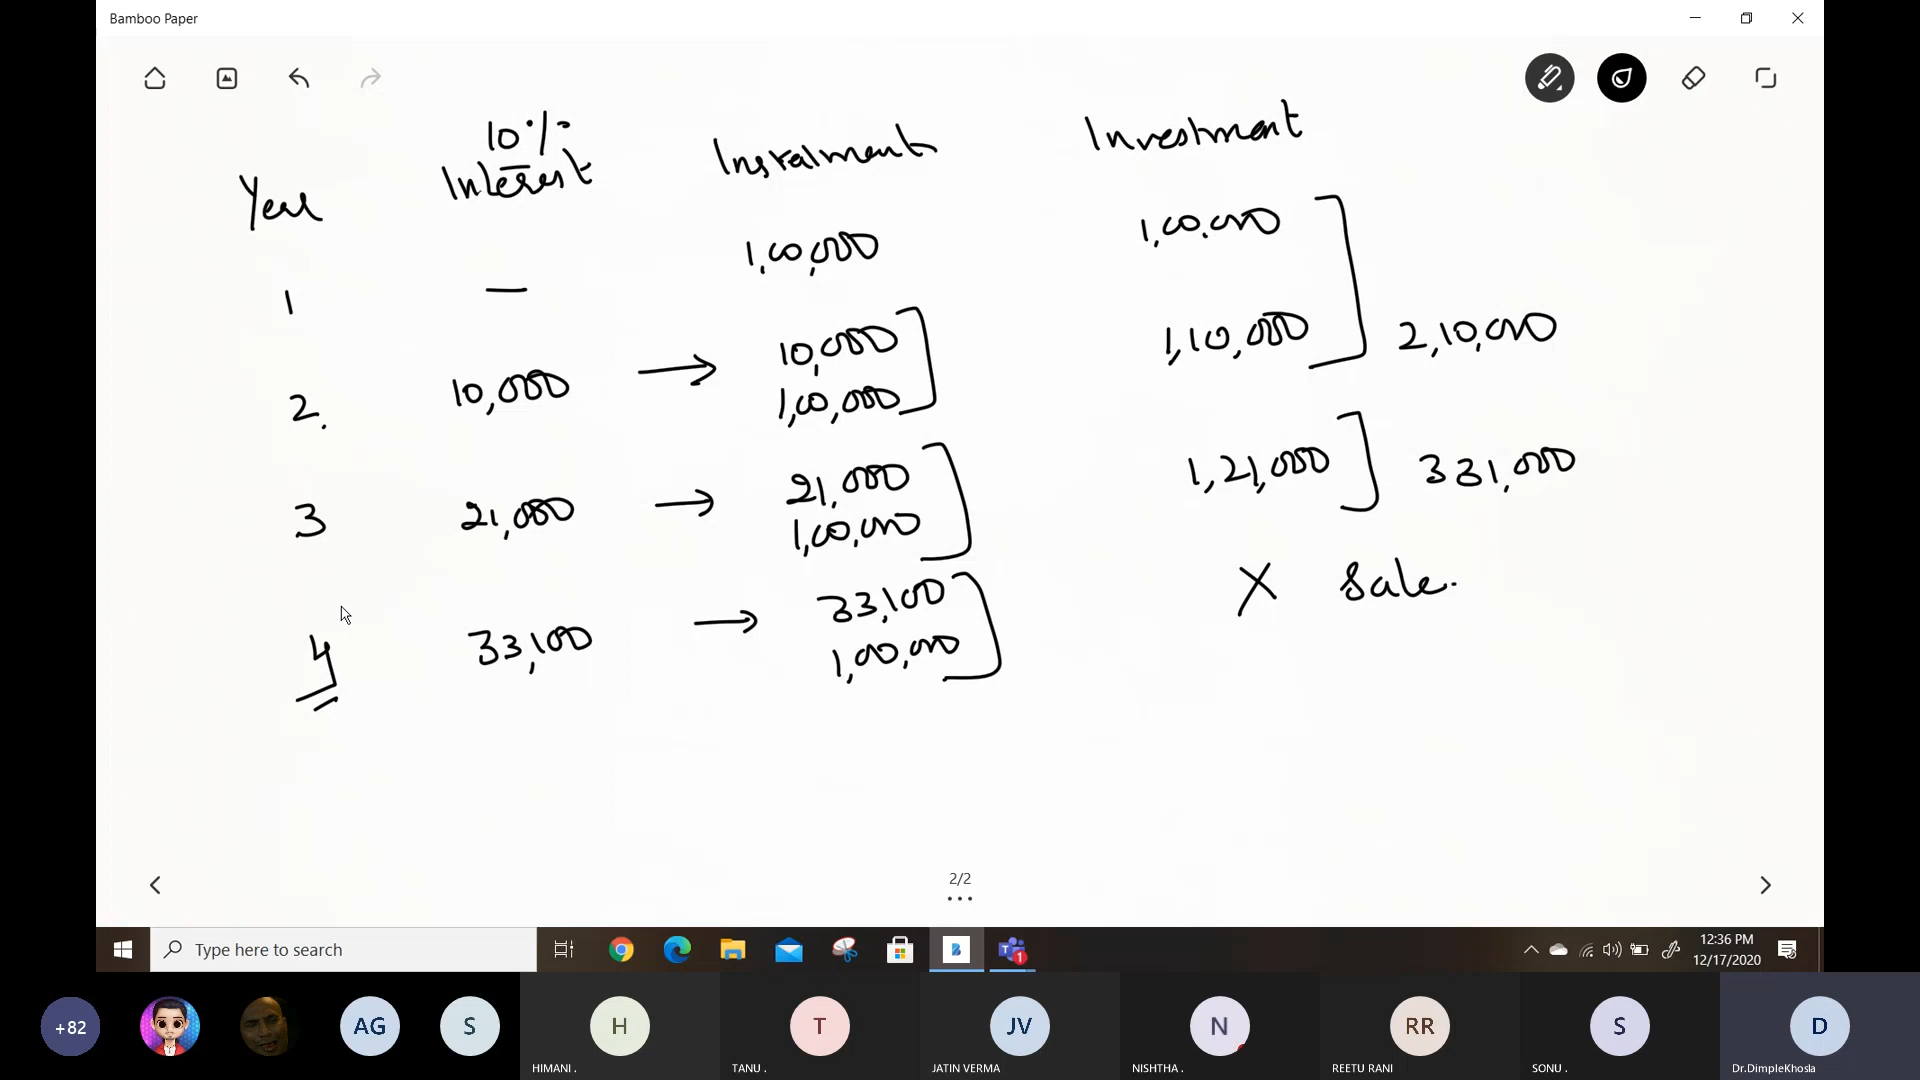 Bamboo Paper
10%
Year Interest Instalment Investment
1 — 1,00,000 1,00,000
2. 10,000 → 10,000 1,10,000 2,10,000
1,00,000
3 21,000 → 21,000 1,21,000 331,000
1,00,000
4 33,100 → 33,100 X Sale.
1,00,000
2/2
Type here to search
12:36 PM
12/17/2020
+82 AG S H T JV N RR S D
HIMANI . TANU . JATIN VERMA NISHTHA . REETU RANI SONU . Dr.DimpleKhosla